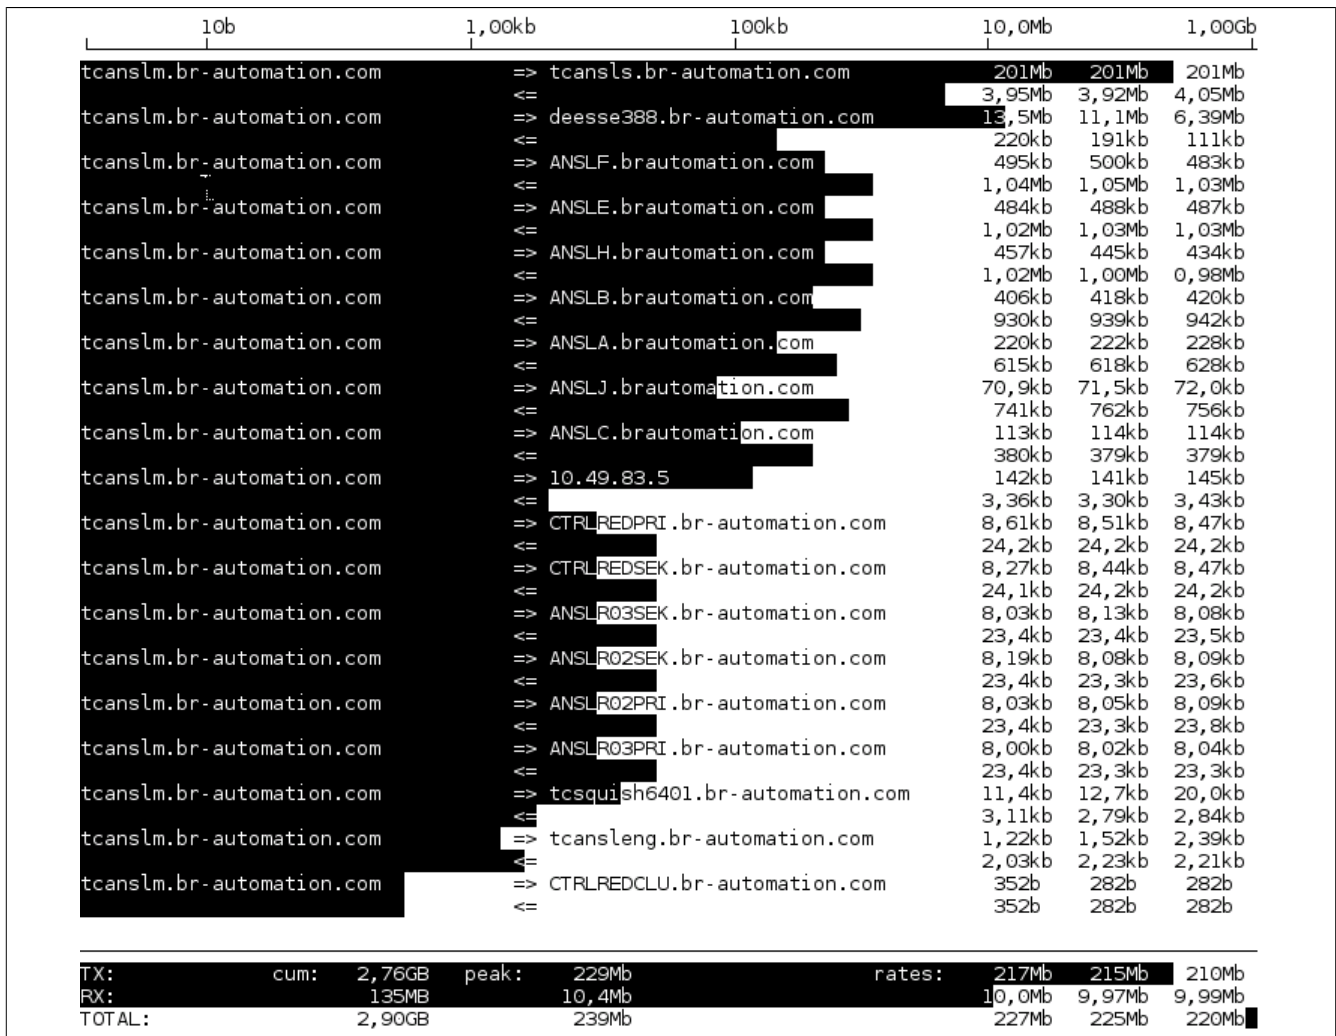 10b 1,00kb 100kb 10,0Mb 1,00Gb
tcanslm.br-automation.com => tcansls.br-automation.com 201Mb 201Mb 201Mb
<= 3,95Mb 3,92Mb 4,05Mb
tcanslm.br-automation.com => deesse388.br-automation.com 13,5Mb 11,1Mb 6,39Mb
<= 220kb 191kb 111kb
tcanslm.br-automation.com => ANSLF.brautomation.com 495kb 500kb 483kb
<= 1,04Mb 1,05Mb 1,03Mb
tcanslm.br-automation.com => ANSLE.brautomation.com 484kb 488kb 487kb
<= 1,02Mb 1,03Mb 1,03Mb
tcanslm.br-automation.com => ANSLH.brautomation.com 457kb 445kb 434kb
<= 1,02Mb 1,00Mb 0,98Mb
tcanslm.br-automation.com => ANSLB.brautomation.com 406kb 418kb 420kb
<= 930kb 939kb 942kb
tcanslm.br-automation.com => ANSLA.brautomation.com 220kb 222kb 228kb
<= 615kb 618kb 628kb
tcanslm.br-automation.com => ANSLJ.brautomation.com 70,9kb 71,5kb 72,0kb
<= 741kb 762kb 756kb
tcanslm.br-automation.com => ANSLC.brautomation.com 113kb 114kb 114kb
<= 380kb 379kb 379kb
tcanslm.br-automation.com => 10.49.83.5 142kb 141kb 145kb
<= 3,36kb 3,30kb 3,43kb
tcanslm.br-automation.com => CTRLREDPRI.br-automation.com 8,61kb 8,51kb 8,47kb
<= 24,2kb 24,2kb 24,2kb
tcanslm.br-automation.com => CTRLREDSEK.br-automation.com 8,27kb 8,44kb 8,47kb
<= 24,1kb 24,2kb 24,2kb
tcanslm.br-automation.com => ANSLR03SEK.br-automation.com 8,03kb 8,13kb 8,08kb
<= 23,4kb 23,4kb 23,5kb
tcanslm.br-automation.com => ANSLR02SEK.br-automation.com 8,19kb 8,08kb 8,09kb
<= 23,4kb 23,3kb 23,6kb
tcanslm.br-automation.com => ANSLR02PRI.br-automation.com 8,03kb 8,05kb 8,09kb
<= 23,4kb 23,3kb 23,8kb
tcanslm.br-automation.com => ANSLR03PRI.br-automation.com 8,00kb 8,02kb 8,04kb
<= 23,4kb 23,3kb 23,3kb
tcanslm.br-automation.com => tcsquish6401.br-automation.com 11,4kb 12,7kb 20,0kb
<= 3,11kb 2,79kb 2,84kb
tcanslm.br-automation.com => tcansleng.br-automation.com 1,22kb 1,52kb 2,39kb
<= 2,03kb 2,23kb 2,21kb
tcanslm.br-automation.com => CTRLREDCLU.br-automation.com 352b 282b 282b
<= 352b 282b 282b
TX: cum: 2,76GB peak: 229Mb rates: 217Mb 215Mb 210Mb
RX: 135MB 10,4Mb 10,0Mb 9,97Mb 9,99Mb
TOTAL: 2,90GB 239Mb 227Mb 225Mb 220Mb